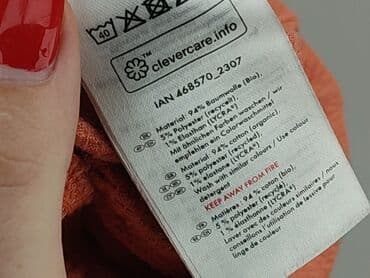 40
clevercare.info
IAN 468570_2307
Material: 94% Baumwolle (Bio),
5% Polyester (recycelt),
1% Elasthan (LYCRA®)
Mit ähnlichen Farben waschen / wir
empfehlen ein Colorwaschmittel
Material: 94% cotton (organic),
5% polyester (recycled),
1% elastane (LYCRA®)
Wash with similar colours / Use colour
detergent
KEEP AWAY FROM FIRE
Matières: 94% coton (bio),
5% polyester (recyclé),
1% élasthanne (LYCRA®)
Laver avec des couleurs similaires / nous
conseillons l'utilisation de lessive pour
linge de couleur